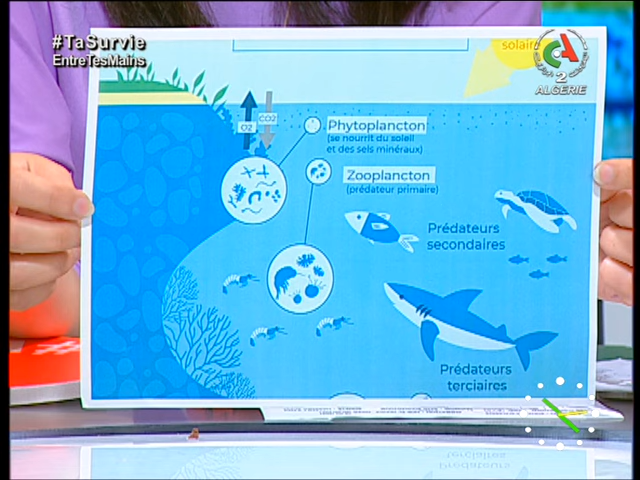 #TaSurvie
EntreTesMains
solaire
2
ALGERIE
O2
CO2
Phytoplancton
(se nourrit du soleil
et des sels minéraux)
Zooplancton
(prédateur primaire)
Prédateurs
secondaires
Prédateurs
terciaires